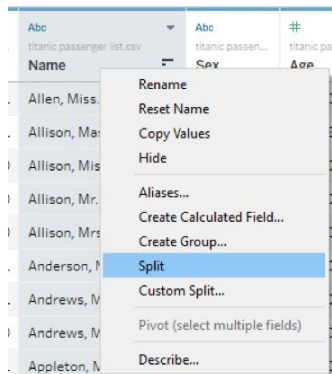 Abc Abc #
titanic passenger list.csv titanic passen... titanic pa
Name Sex Age
Rename
Allen, Miss.
Reset Name
Copy Values
Allison, Mas
Hide
Allison, Mis
Aliases...
Allison, Mr.
Create Calculated Field...
Allison, Mrs
Create Group...
Anderson, M
Split
Andrews, M
Custom Split...
Andrews, M
Pivot (select multiple fields)
Appleton, M
Describe...